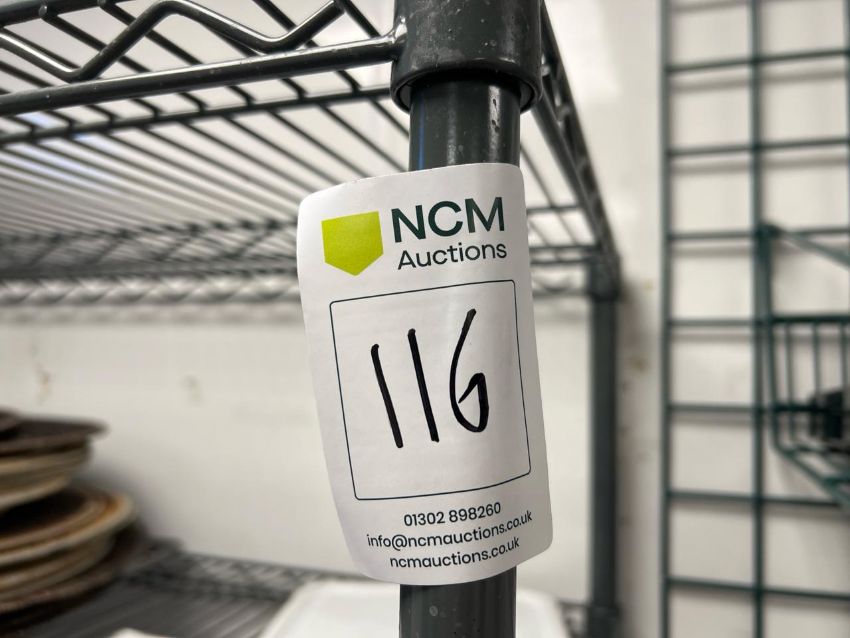 NCM
Auctions
116
01302 898260
info@ncmauctions.co.uk
ncmauctions.co.uk